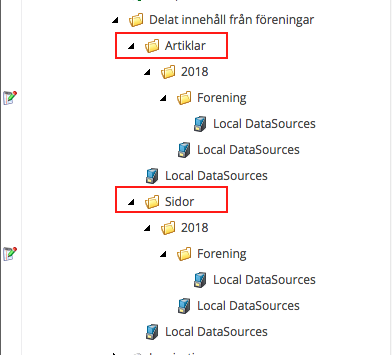 Delat innehåll från föreningar
Artiklar
2018
Forening
Local DataSources
Local DataSources
Local DataSources
Sidor
2018
Forening
Local DataSources
Local DataSources
Local DataSources